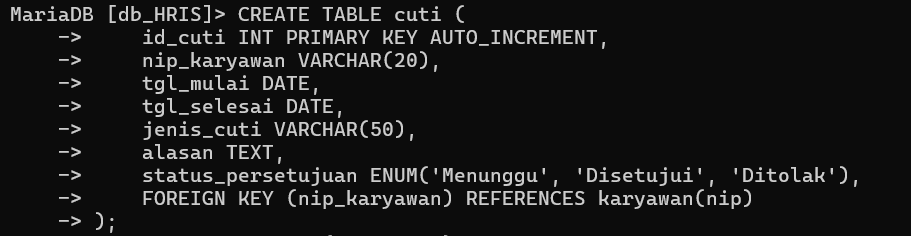 MariaDB [db_HRIS]> CREATE TABLE cuti (
    ->     id_cuti INT PRIMARY KEY AUTO_INCREMENT,
    ->     nip_karyawan VARCHAR(20),
    ->     tgl_mulai DATE,
    ->     tgl_selesai DATE,
    ->     jenis_cuti VARCHAR(50),
    ->     alasan TEXT,
    ->     status_persetujuan ENUM('Menunggu', 'Disetujui', 'Ditolak'),
    ->     FOREIGN KEY (nip_karyawan) REFERENCES karyawan(nip)
    -> );